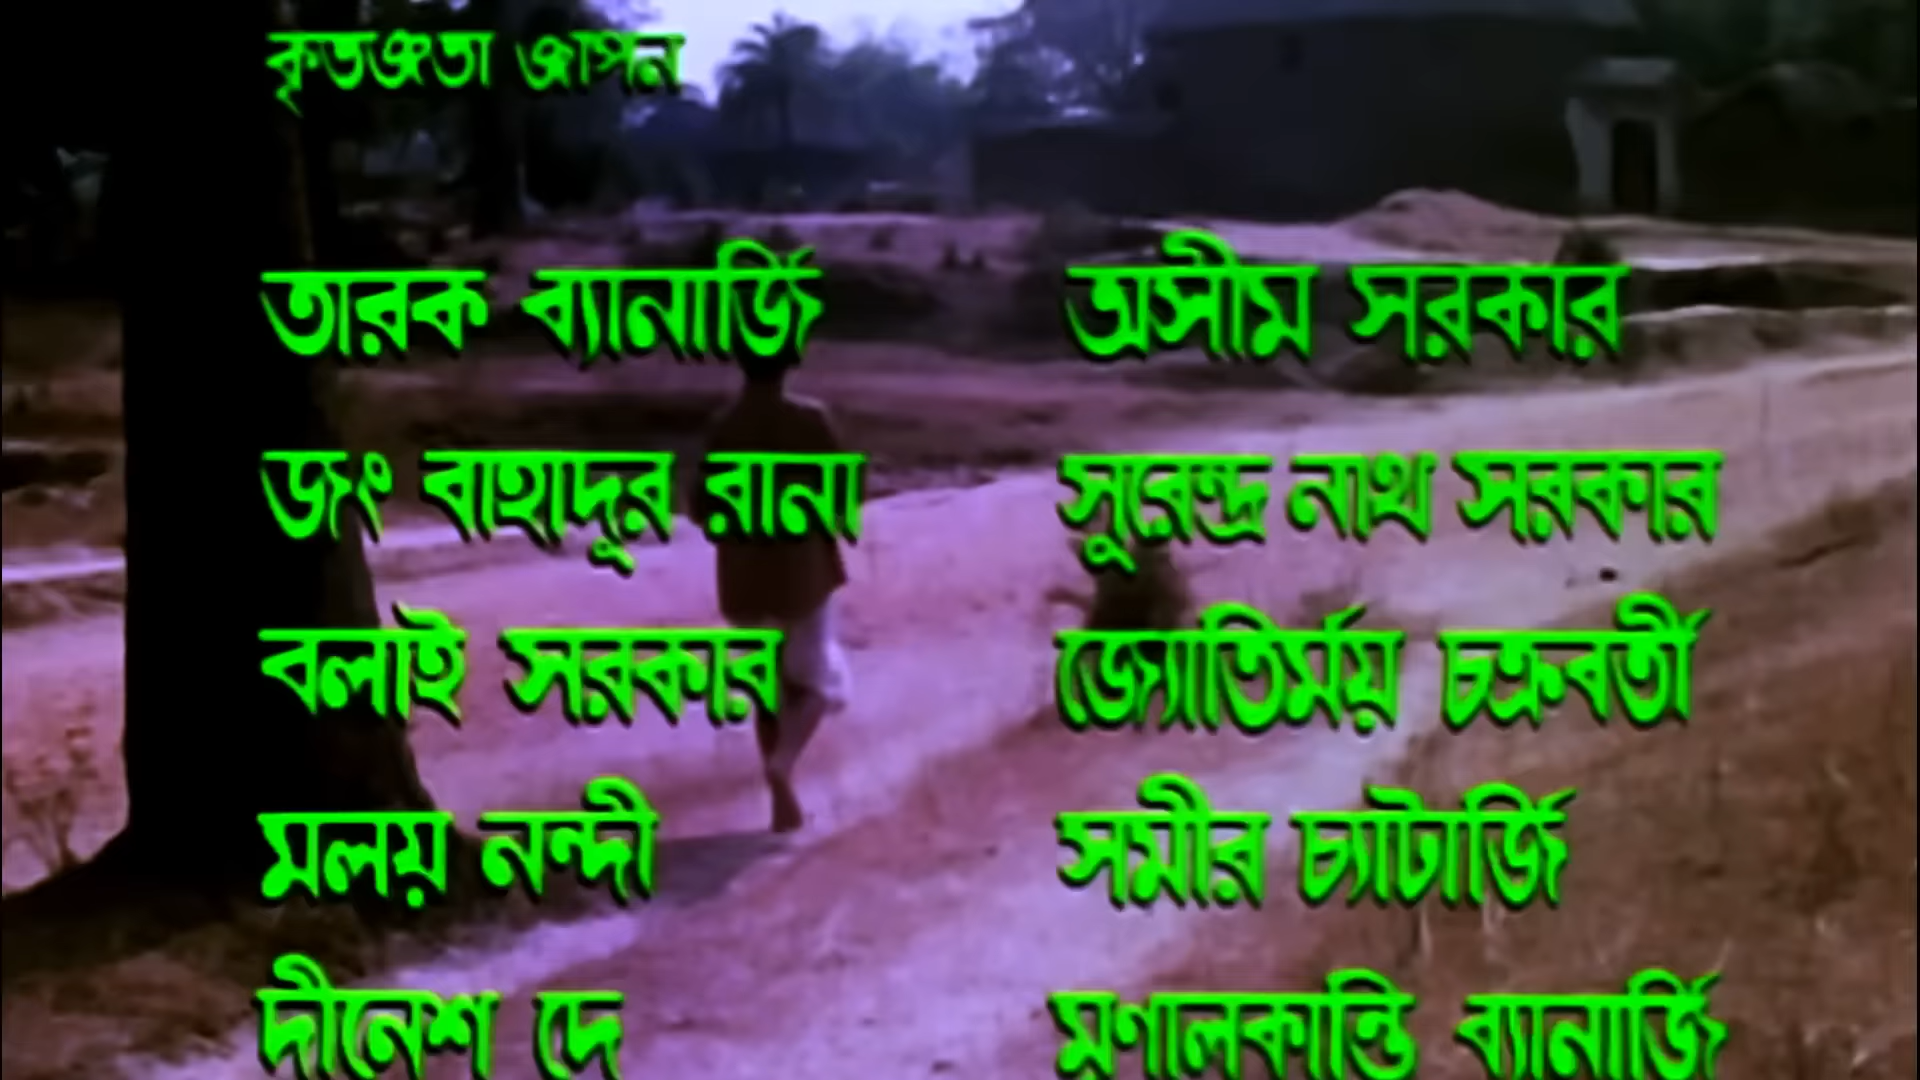 কৃতজ্ঞতা জ্ঞাপন
তারক ব্যানার্জি অসীম সরকার
জং বাহাদূর রানা সুরেন্দ্র নাথ সরকার
বলাই সরকার জ্যোতির্ময় চক্রবর্তী
মলয় নন্দী সমীর চ্যাটার্জি
দীনেশ দে মৃণালকান্তি ব্যানার্জি